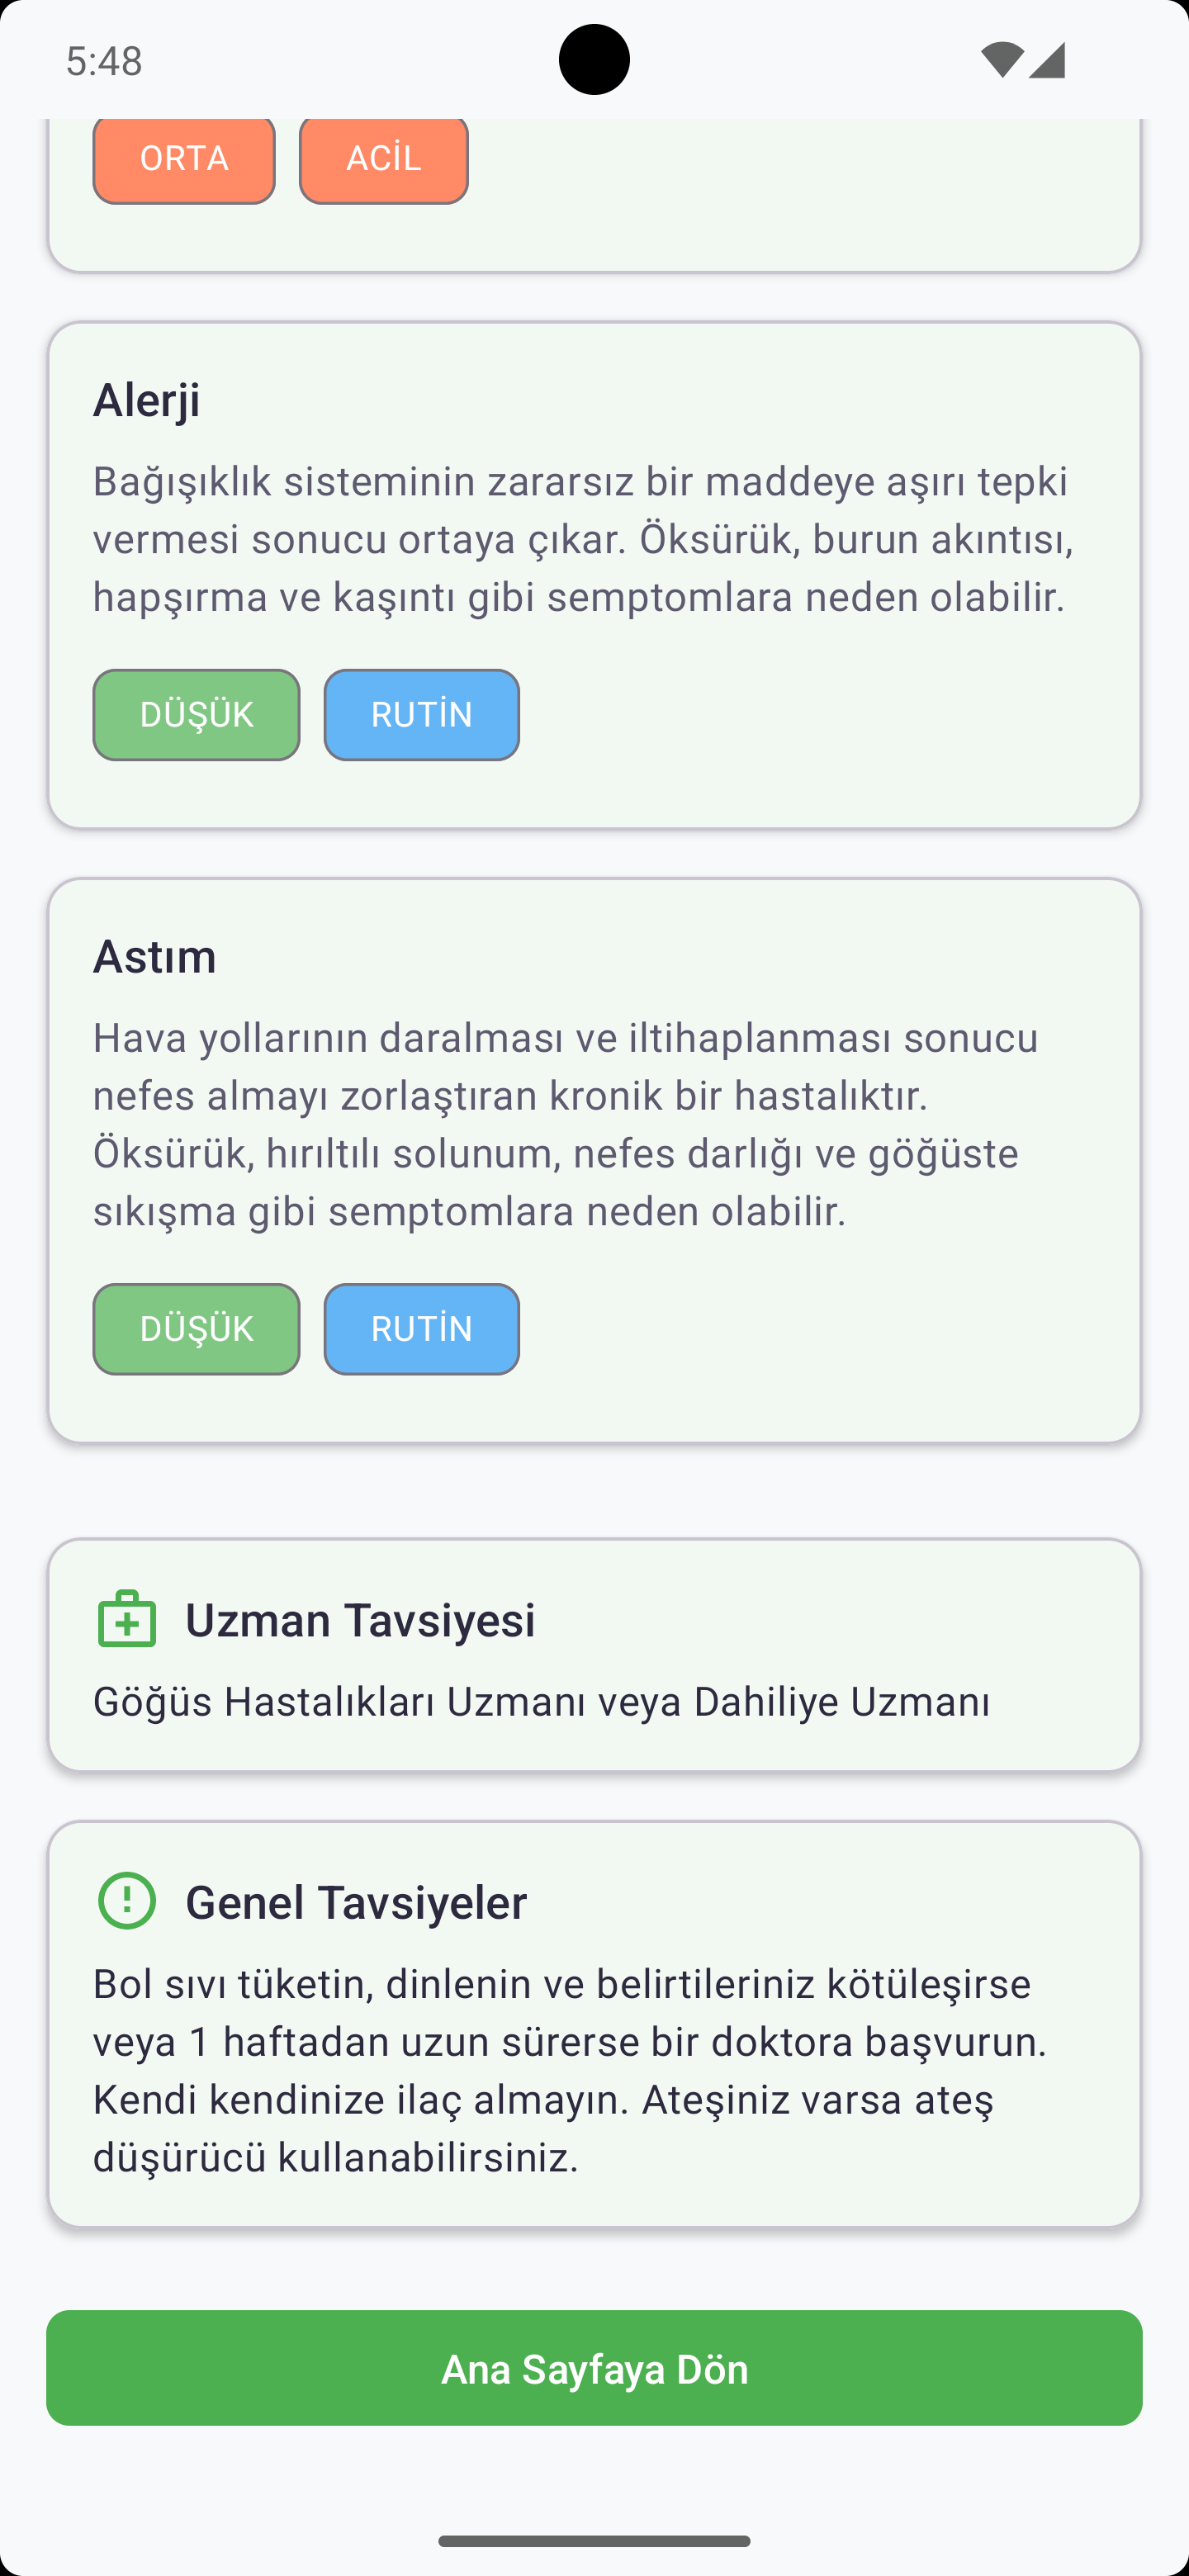 5:48
ORTA ACİL
Alerji
Bağışıklık sisteminin zararsız bir maddeye aşırı tepki
vermesi sonucu ortaya çıkar. Öksürük, burun akıntısı,
hapşırma ve kaşıntı gibi semptomlara neden olabilir.
DÜŞÜK RUTİN
Astım
Hava yollarının daralması ve iltihaplanması sonucu
nefes almayı zorlaştıran kronik bir hastalıktır.
Öksürük, hırıltılı solunum, nefes darlığı ve göğüste
sıkışma gibi semptomlara neden olabilir.
DÜŞÜK RUTİN
Uzman Tavsiyesi
Göğüs Hastalıkları Uzmanı veya Dahiliye Uzmanı
Genel Tavsiyeler
Bol sıvı tüketin, dinlenin ve belirtileriniz kötüleşirse
veya 1 haftadan uzun sürerse bir doktora başvurun.
Kendi kendinize ilaç almayın. Ateşiniz varsa ateş
düşürücü kullanabilirsiniz.
Ana Sayfaya Dön